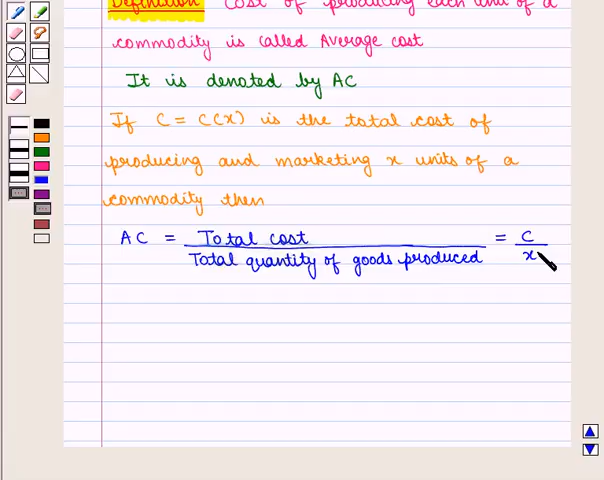 Definition Cost of producing each unit of a
commodity is called Average cost
It is denoted by AC
If C = C(x) is the total cost of
producing and marketing x units of a
commodity then
AC = Total cost / Total quantity of goods produced = C / x